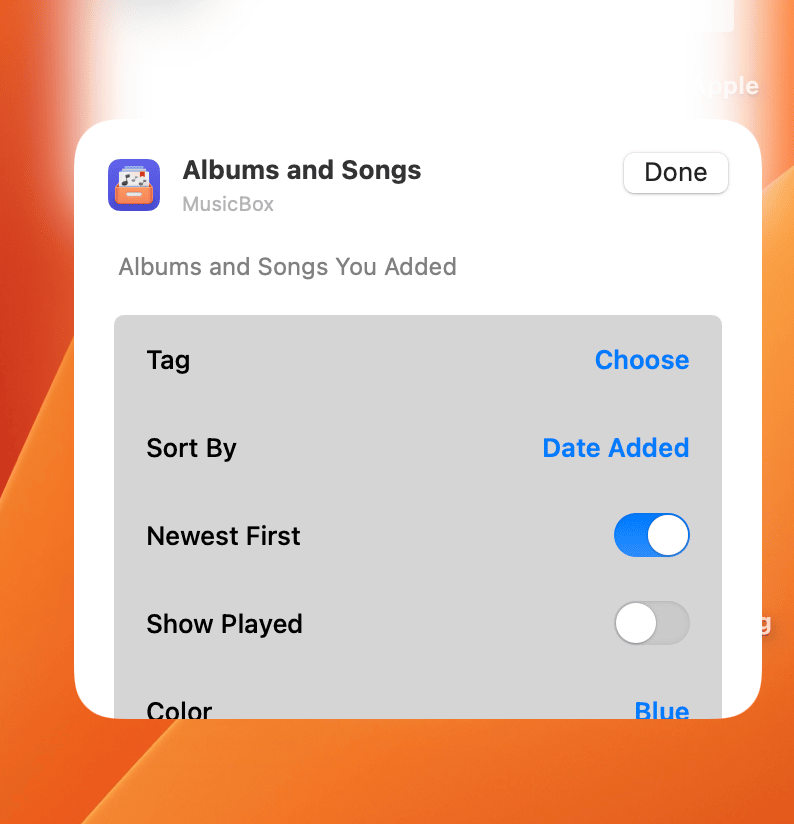 Albums and Songs
Done
MusicBox
Albums and Songs You Added
Tag
Choose
Sort By
Date Added
Newest First
Show Played
Color
Blue